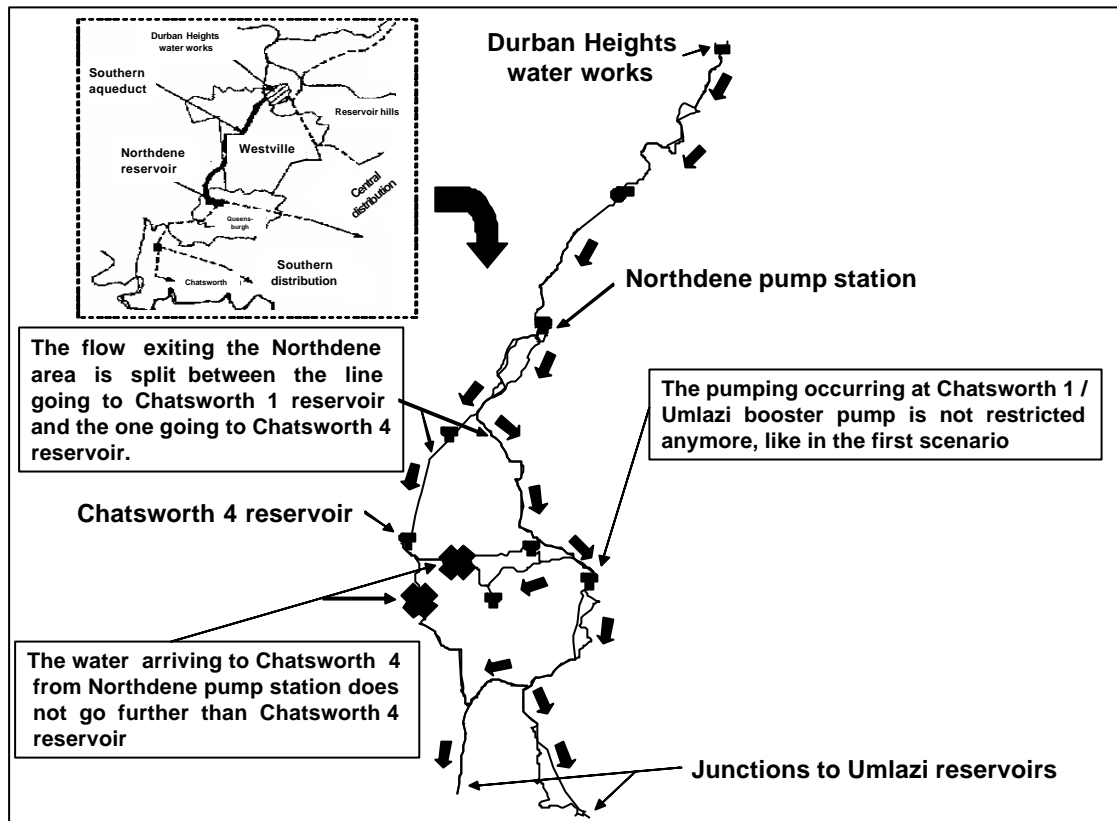 Durban Heights
water works
Southern
aqueduct
Reservoir hills
Westville
Northdene
reservoir
Central
distribution
Queens-
burgh
Southern
distribution
Chatsworth
Durban Heights
water works
Northdene pump station
The flow exiting the Northdene
area is split between the line
going to Chatsworth 1 reservoir
and the one going to Chatsworth 4
reservoir.
The pumping occurring at Chatsworth 1 /
Umlazi booster pump is not restricted
anymore, like in the first scenario
Chatsworth 4 reservoir
The water arriving to Chatsworth 4
from Northdene pump station does
not go further than Chatsworth 4
reservoir
Junctions to Umlazi reservoirs